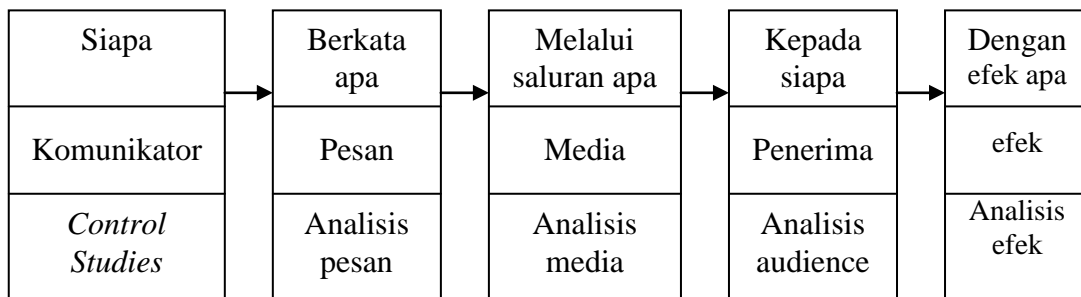 Siapa
Berkata
apa
Melalui
saluran apa
Kepada
siapa
Dengan
efek apa
Komunikator
Pesan
Media
Penerima
efek
Control
Studies
Analisis
pesan
Analisis
media
Analisis
audience
Analisis
efek